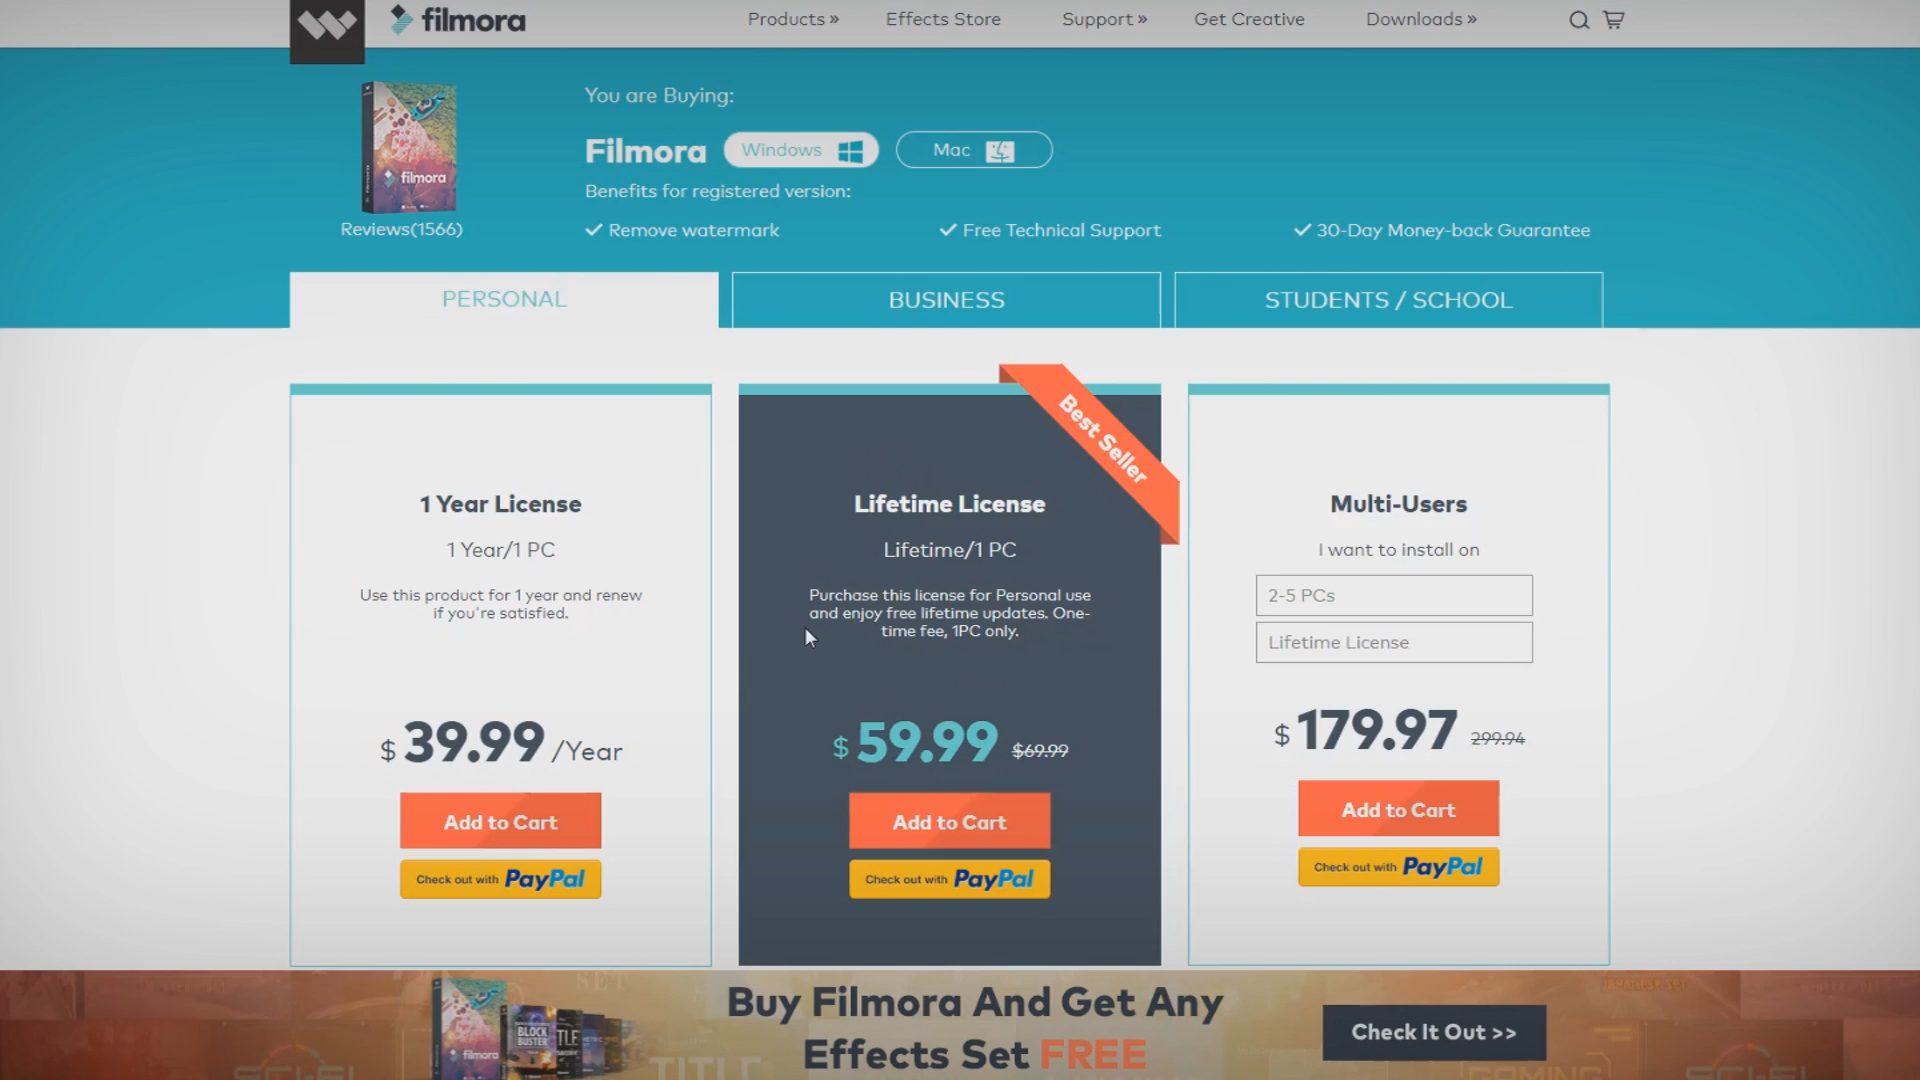 filmora
Products »
Effects Store
Support »
Get Creative
Downloads »
You are Buying:
Filmora
Windows
Mac
filmora
Benefits for registered version:
Reviews(1566)
Remove watermark
Free Technical Support
30-Day Money-back Guarantee
PERSONAL
BUSINESS
STUDENTS / SCHOOL
Best Seller
1 Year License
1 Year/1 PC
Use this product for 1 year and renew
if you're satisfied.
$ 39.99 /Year
Add to Cart
Check out with PayPal
Lifetime License
Lifetime/1 PC
Purchase this license for Personal use
and enjoy free lifetime updates. One-
time fee, 1PC only.
$ 59.99 $69.99
Add to Cart
Check out with PayPal
Multi-Users
I want to install on
2-5 PCs
Lifetime License
$ 179.97 299.94
Add to Cart
Check out with PayPal
SET
filmora
BLOCK
BUSTER
TITLE
Buy Filmora And Get Any
Effects Set FREE
Check It Out >>
COMING